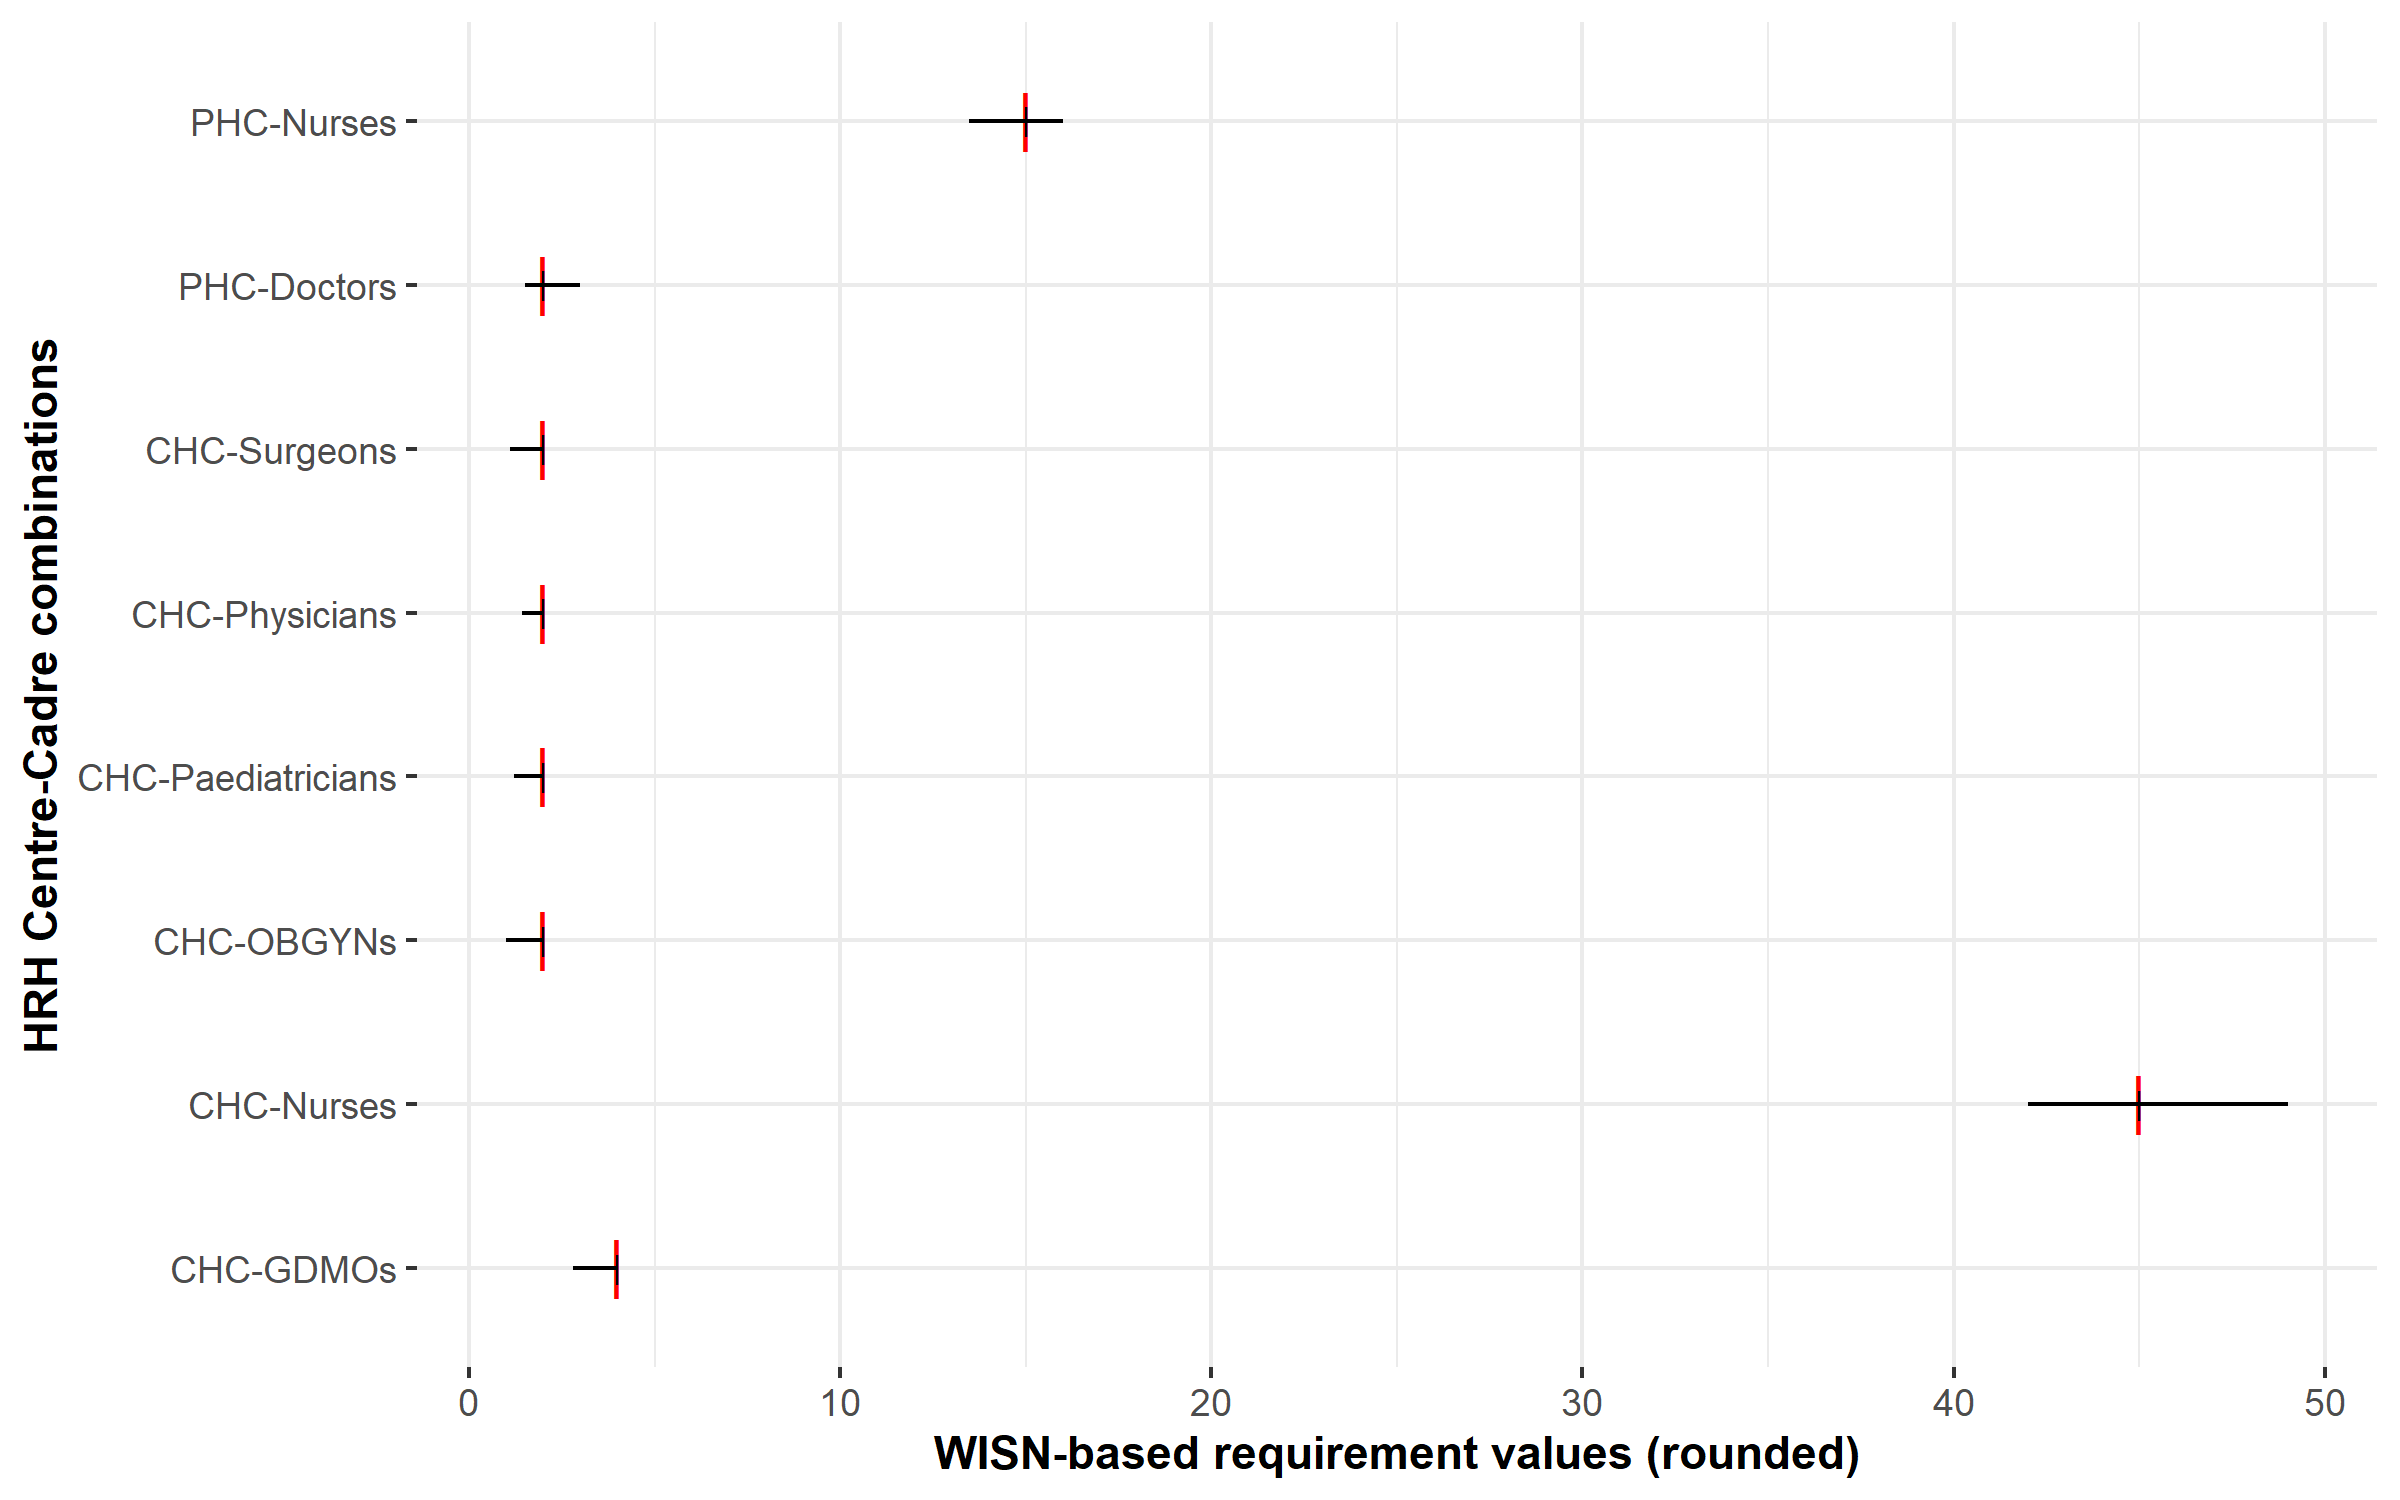 HRH Centre-Cadre combinations
PHC-Nurses
PHC-Doctors
CHC-Surgeons
CHC-Physicians
CHC-Paediatricians
CHC-OBGYNs
CHC-Nurses
CHC-GDMOs
0 10 20 30 40 50
WISN-based requirement values (rounded)